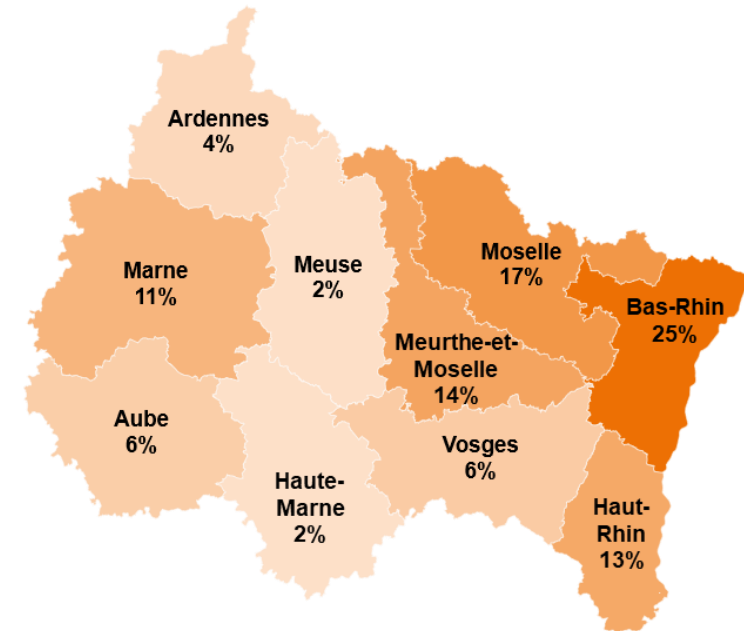 Ardennes
4%
Meuse
2%
Moselle
17%
Marne
11%
Bas-Rhin
25%
Meurthe-et-
Moselle
14%
Aube
6%
Vosges
6%
Haute-
Marne
2%
Haut-
Rhin
13%